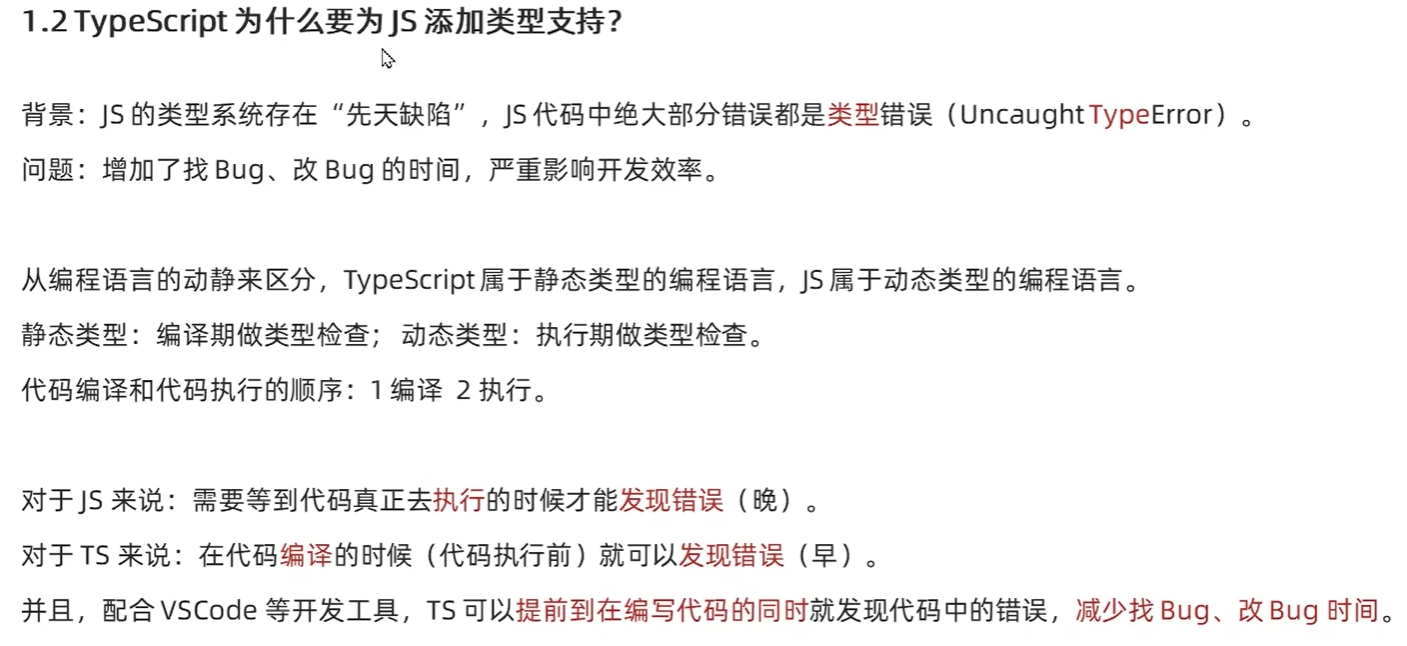 1.2 TypeScript 为什么要为 JS 添加类型支持？
背景：JS 的类型系统存在“先天缺陷”，JS 代码中绝大部分错误都是类型错误（Uncaught TypeError）。
问题：增加了找 Bug、改 Bug 的时间，严重影响开发效率。
从编程语言的动静来区分，TypeScript 属于静态类型的编程语言，JS 属于动态类型的编程语言。
静态类型：编译期做类型检查； 动态类型：执行期做类型检查。
代码编译和代码执行的顺序：1 编译 2 执行。
对于 JS 来说：需要等到代码真正去执行的时候才能发现错误（晚）。
对于 TS 来说：在代码编译的时候（代码执行前）就可以发现错误（早）。
并且，配合 VSCode 等开发工具，TS 可以提前到在编写代码的同时就发现代码中的错误，减少找 Bug、改 Bug 时间。